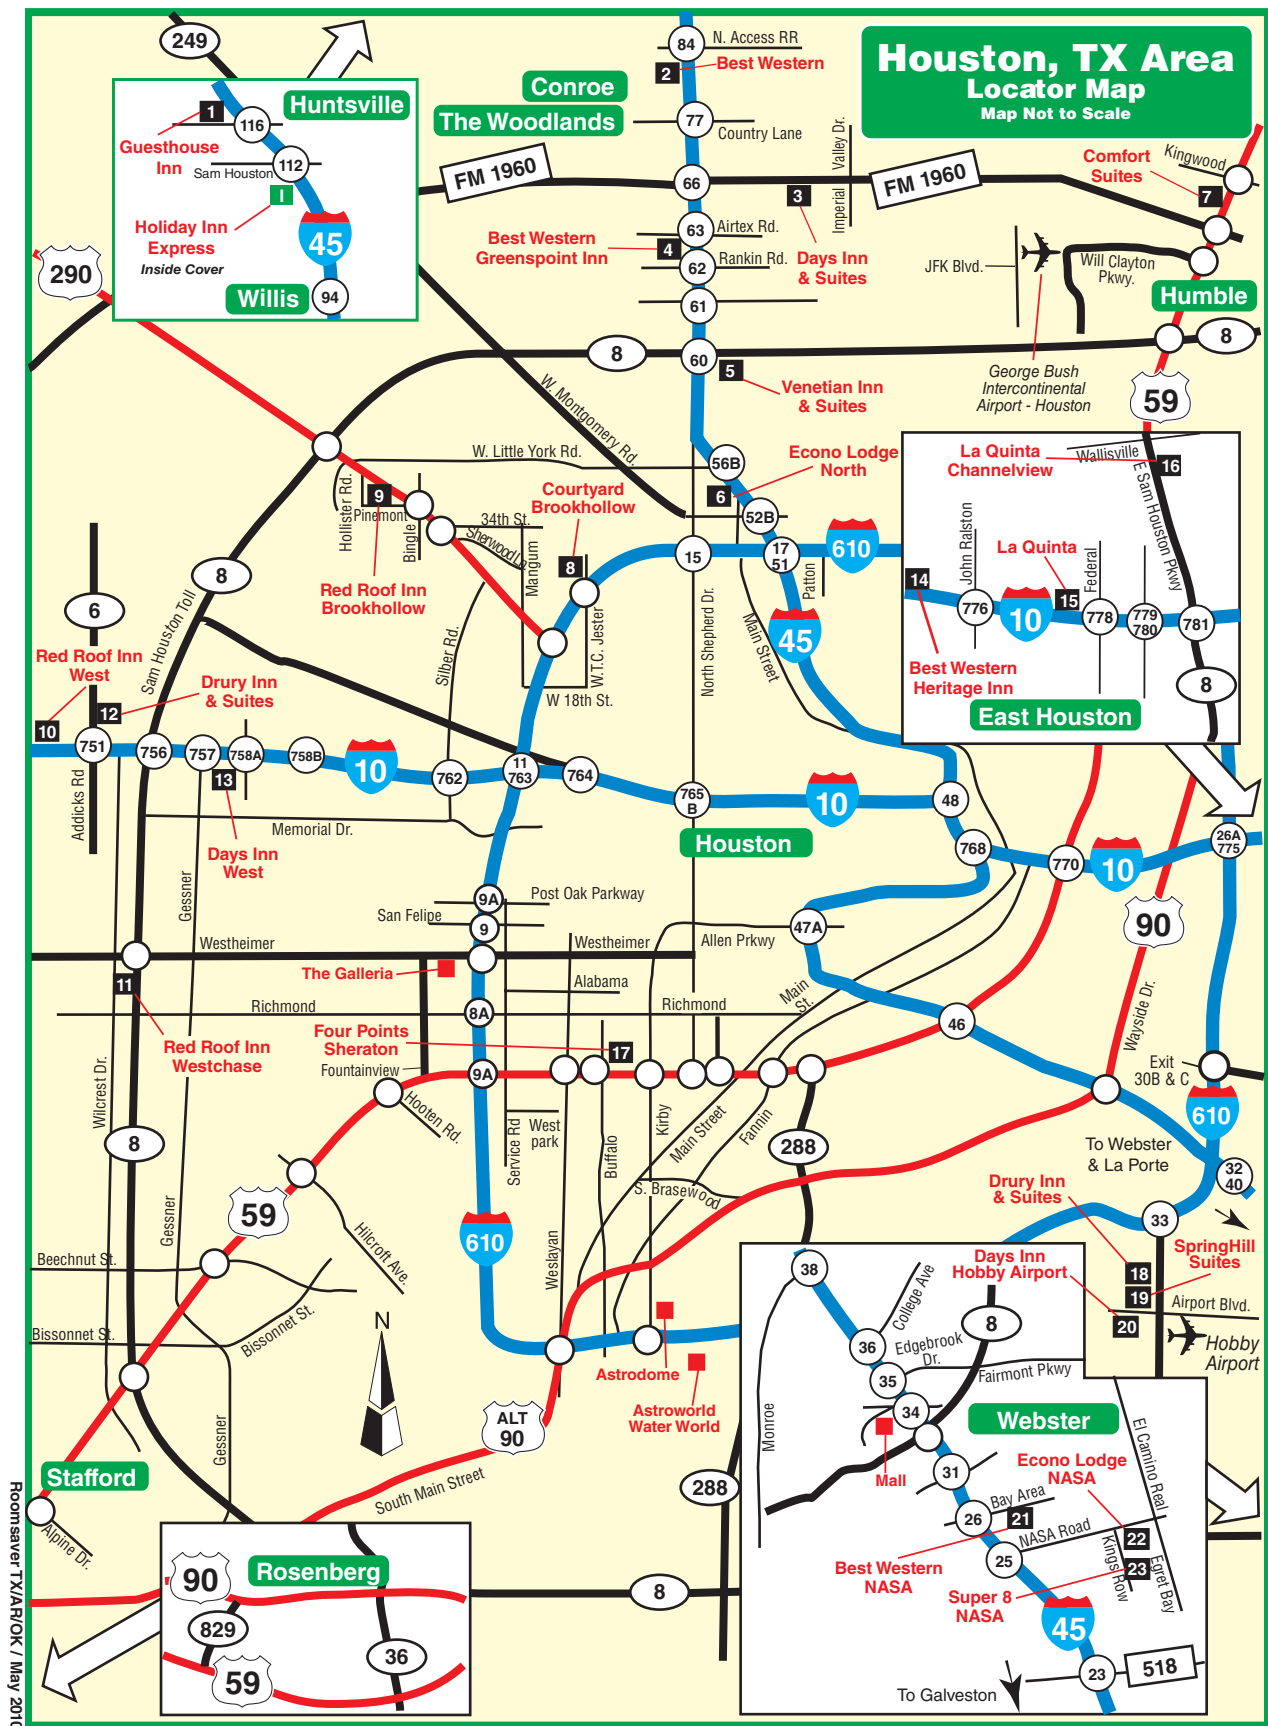 Houston, TX Area
Locator Map
Map Not to Scale
249
84
N. Access RR
2
Best Western
Conroe
The Woodlands
77
Country Lane
Imperial Valley Dr.
FM 1960
66
FM 1960
3
Days Inn
& Suites
63
Airtex Rd.
Best Western
Greenspoint Inn
4
62
Rankin Rd.
61
Comfort
Suites
Kingwood
7
JFK Blvd.
Will Clayton
Pkwy.
Humble
8
George Bush
Intercontinental
Airport - Houston
59
Huntsville
1
116
Guesthouse
Inn
Sam Houston
112
I
Holiday Inn
Express
Inside Cover
45
Willis
94
290
8
60
5
Venetian Inn
& Suites
W. Montgomery Rd.
W. Little York Rd.
56B
Econo Lodge
North
6
52B
Hollister Rd.
9
Pinemont
Bingle
34th St.
Sherwood Ln.
Mangum
Courtyard
Brookhollow
8
Red Roof Inn
Brookhollow
15
17
51
610
Patton
45
W.T.C. Jester
W 18th St.
North Shepherd Dr.
Main Street
Silber Rd.
8
Sam Houston Toll
6
Red Roof Inn
West
10
12
Drury Inn
& Suites
751
756
757
758A
758B
13
10
762
11
763
764
765
B
10
48
Addicks Rd
Memorial Dr.
Days Inn
West
Houston
768
770
10
26A
775
La Quinta
Channelview
Wallisville
16
E Sam Houston Pkwy
John Ralston
La Quinta
Federal
14
776
10
15
778
779
780
781
Best Western
Heritage Inn
8
East Houston
Gessner
9A
Post Oak Parkway
San Felipe
9
47A
Allen Prkwy
90
Westheimer
Westheimer
The Galleria
11
Alabama
Richmond
8A
Richmond
Main
St.
46
Wayside Dr.
Red Roof Inn
Westchase
Four Points
Sheraton
17
Fountainview
9A
Exit
30B & C
610
Wilcrest Dr.
8
Hooten Rd.
Service Rd
West
park
Buffalo
Kirby
Main Street
Fannin
288
To Webster
& La Porte
32
40
S. Brasewood
Drury Inn
& Suites
33
Gessner
59
Hilcroft Ave.
610
Weslayan
SpringHill
Suites
18
19
Airport Blvd.
20
Hobby
Airport
Beechnut St.
Bissonnet St.
Bissonnet St.
N
Astrodome
Astroworld
Water World
ALT
90
Gessner
South Main Street
288
Stafford
Alpine Dr.
38
Days Inn
Hobby Airport
College Ave
8
36
Edgebrook
Dr.
Fairmont Pkwy
35
34
Monroe
Mall
Webster
El Camino Real
31
Econo Lodge
NASA
Bay Area
26
21
NASA Road
22
Best Western
NASA
25
Kings Row
23
Egret Bay
Super 8
NASA
45
23
518
To Galveston
Rosenberg
90
829
59
36
8
Roomsaver TX/AR/OK / May 2010